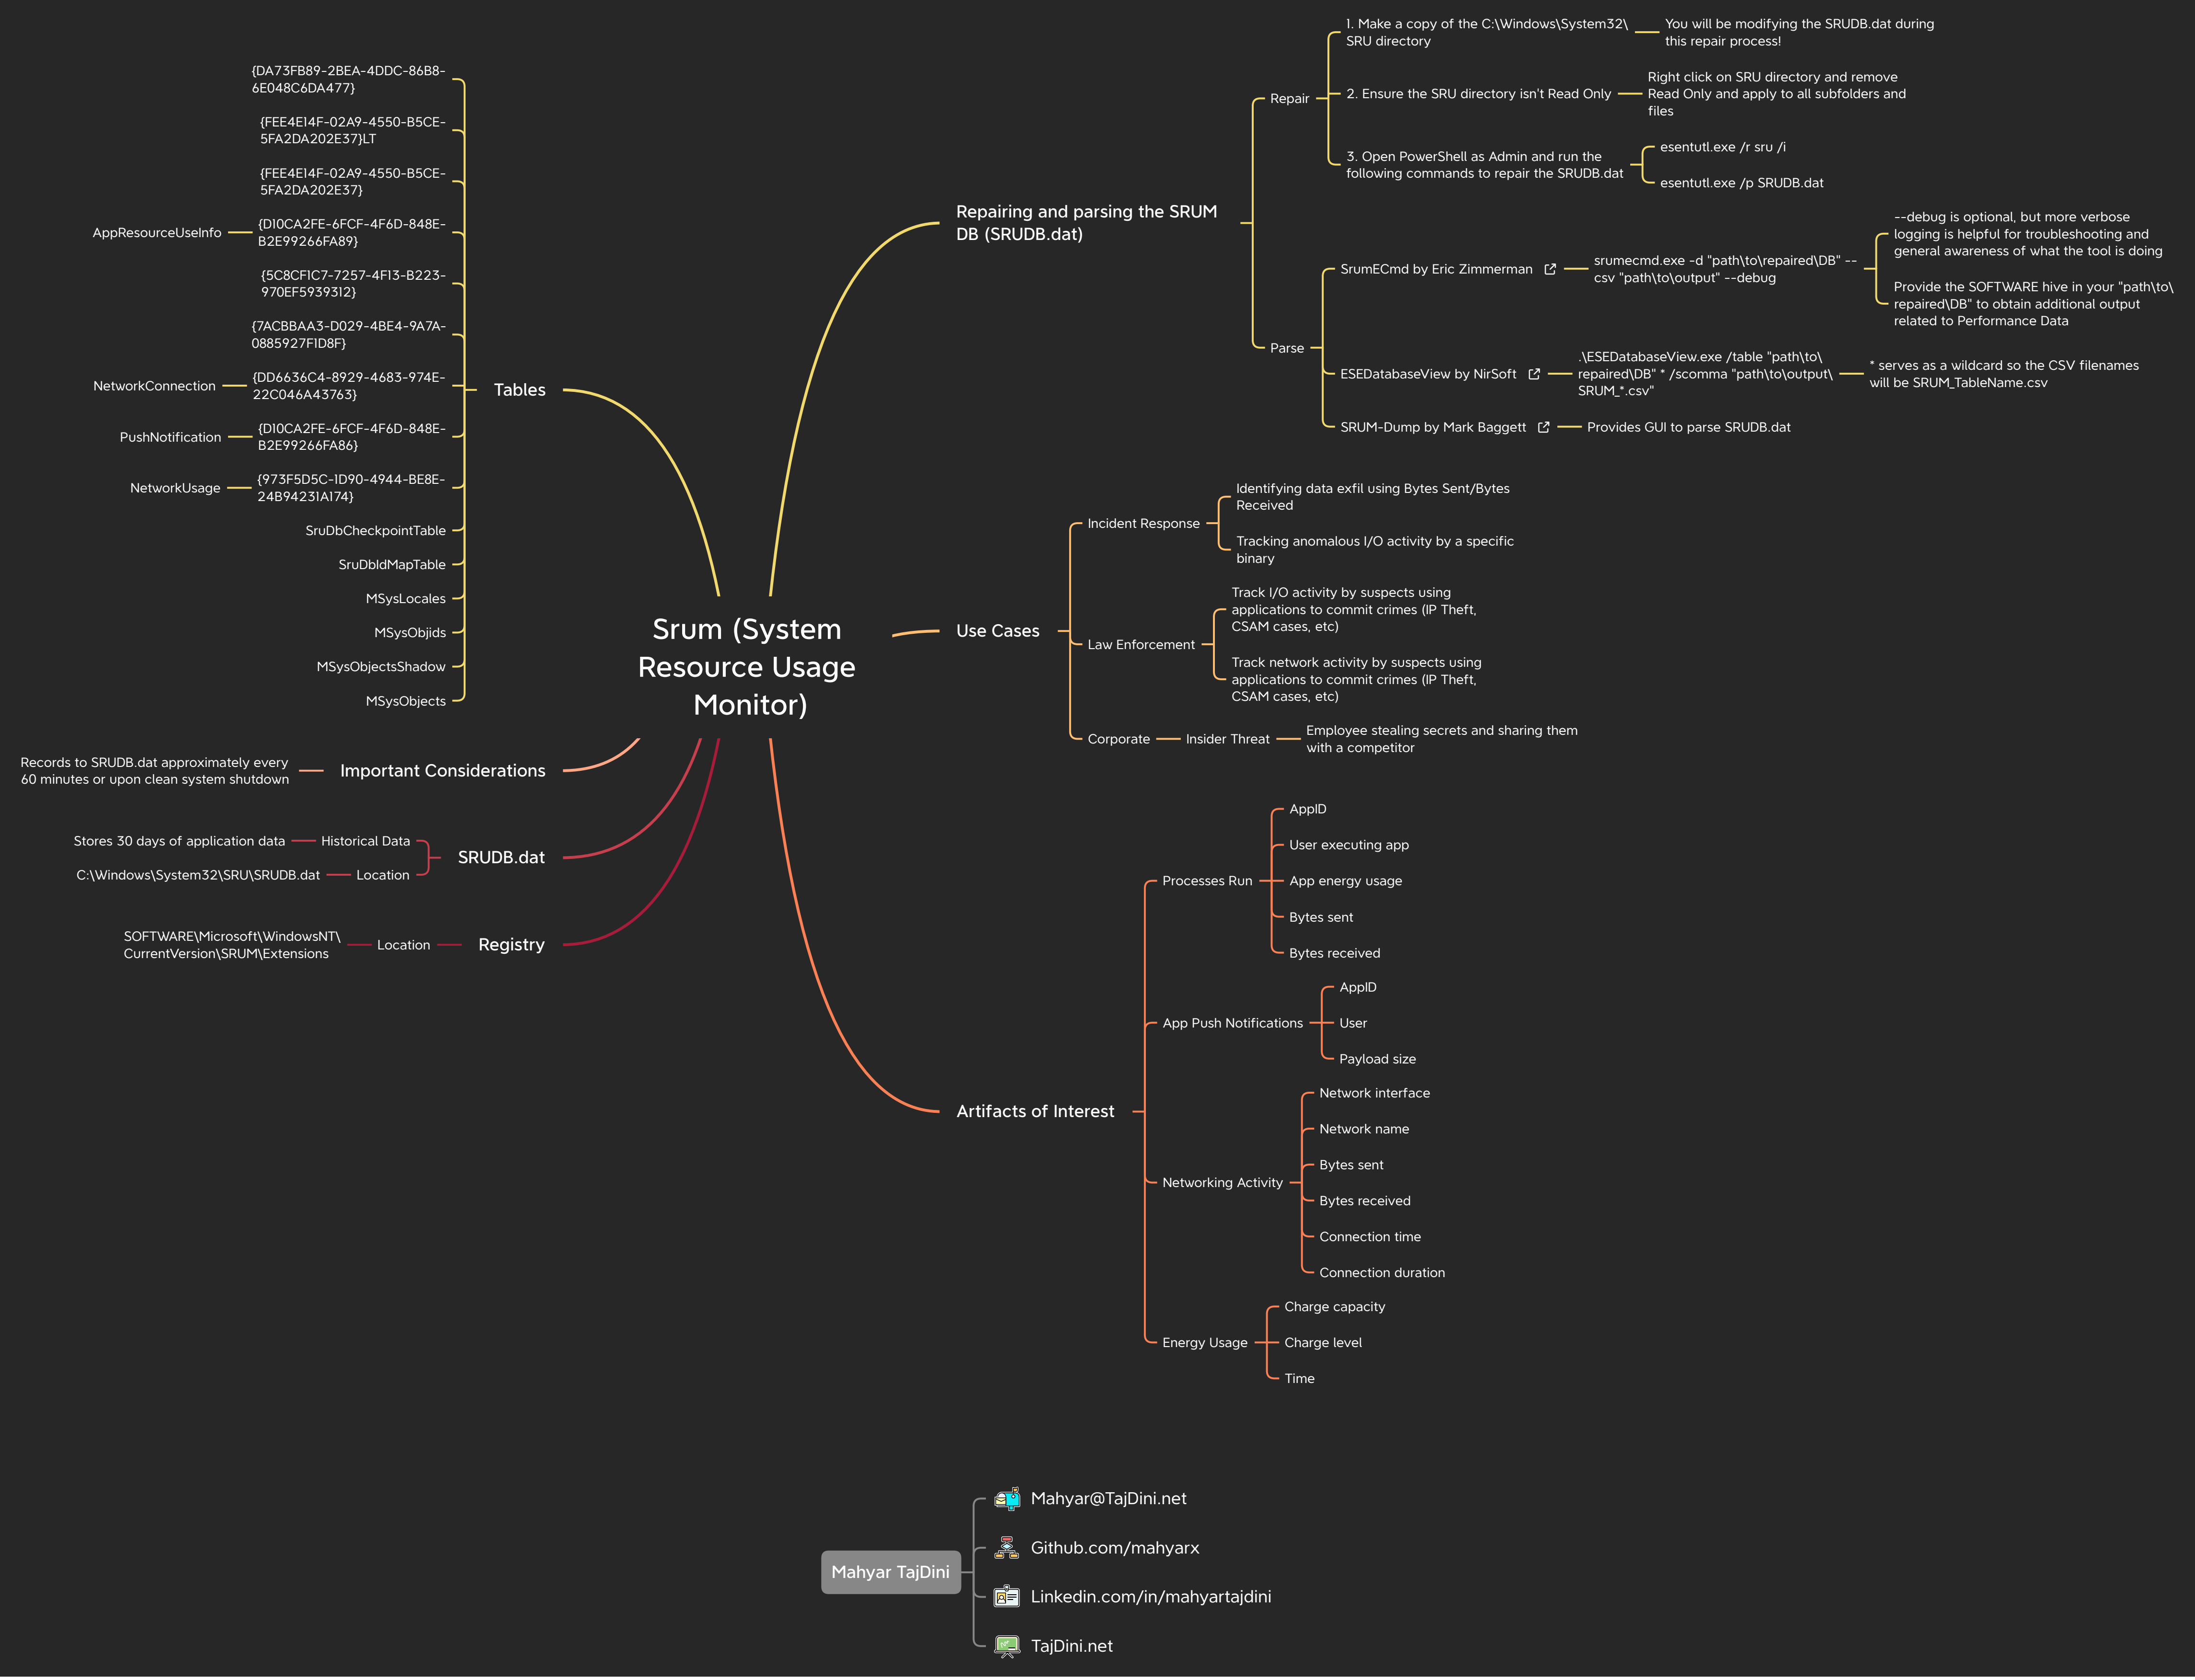 Srum (System
Resource Usage
Monitor)
Repairing and parsing the SRUM
DB (SRUDB.dat)
Repair
1. Make a copy of the C:\Windows\System32\
SRU directory
You will be modifying the SRUDB.dat during
this repair process!
2. Ensure the SRU directory isn't Read Only
Right click on SRU directory and remove
Read Only and apply to all subfolders and
files
3. Open PowerShell as Admin and run the
following commands to repair the SRUDB.dat
esentutl.exe /r sru /i
esentutl.exe /p SRUDB.dat
Parse
SrumECmd by Eric Zimmerman
srumecmd.exe -d "path\to\repaired\DB" --
csv "path\to\output" --debug
--debug is optional, but more verbose
logging is helpful for troubleshooting and
general awareness of what the tool is doing
Provide the SOFTWARE hive in your "path\to\
repaired\DB" to obtain additional output
related to Performance Data
ESEDatabaseView by NirSoft
.\ESEDatabaseView.exe /table "path\to\
repaired\DB" * /scomma "path\to\output\
SRUM_*.csv"
* serves as a wildcard so the CSV filenames
will be SRUM_TableName.csv
SRUM-Dump by Mark Baggett
Provides GUI to parse SRUDB.dat
Use Cases
Incident Response
Identifying data exfil using Bytes Sent/Bytes
Received
Tracking anomalous I/O activity by a specific
binary
Law Enforcement
Track I/O activity by suspects using
applications to commit crimes (IP Theft,
CSAM cases, etc)
Track network activity by suspects using
applications to commit crimes (IP Theft,
CSAM cases, etc)
Corporate
Insider Threat
Employee stealing secrets and sharing them
with a competitor
Artifacts of Interest
Processes Run
AppID
User executing app
App energy usage
Bytes sent
Bytes received
App Push Notifications
AppID
User
Payload size
Networking Activity
Network interface
Network name
Bytes sent
Bytes received
Connection time
Connection duration
Energy Usage
Charge capacity
Charge level
Time
Tables
{DA73FB89-2BEA-4DDC-86B8-
6E048C6DA477}
{FEE4E14F-02A9-4550-B5CE-
5FA2DA202E37}LT
{FEE4E14F-02A9-4550-B5CE-
5FA2DA202E37}
{D10CA2FE-6FCF-4F6D-848E-
B2E99266FA89}
AppResourceUseInfo
{5C8CF1C7-7257-4F13-B223-
970EF5939312}
{7ACBBAA3-D029-4BE4-9A7A-
0885927F1D8F}
{DD6636C4-8929-4683-974E-
22C046A43763}
NetworkConnection
{D10CA2FE-6FCF-4F6D-848E-
B2E99266FA86}
PushNotification
{973F5D5C-1D90-4944-BE8E-
24B94231A174}
NetworkUsage
SruDbCheckpointTable
SruDbIdMapTable
MSysLocales
MSysObjids
MSysObjectsShadow
MSysObjects
Important Considerations
Records to SRUDB.dat approximately every
60 minutes or upon clean system shutdown
SRUDB.dat
Historical Data
Stores 30 days of application data
Location
C:\Windows\System32\SRU\SRUDB.dat
Registry
Location
SOFTWARE\Microsoft\WindowsNT\
CurrentVersion\SRUM\Extensions
Mahyar TajDini
Mahyar@TajDini.net
Github.com/mahyarx
Linkedin.com/in/mahyartajdini
TajDini.net